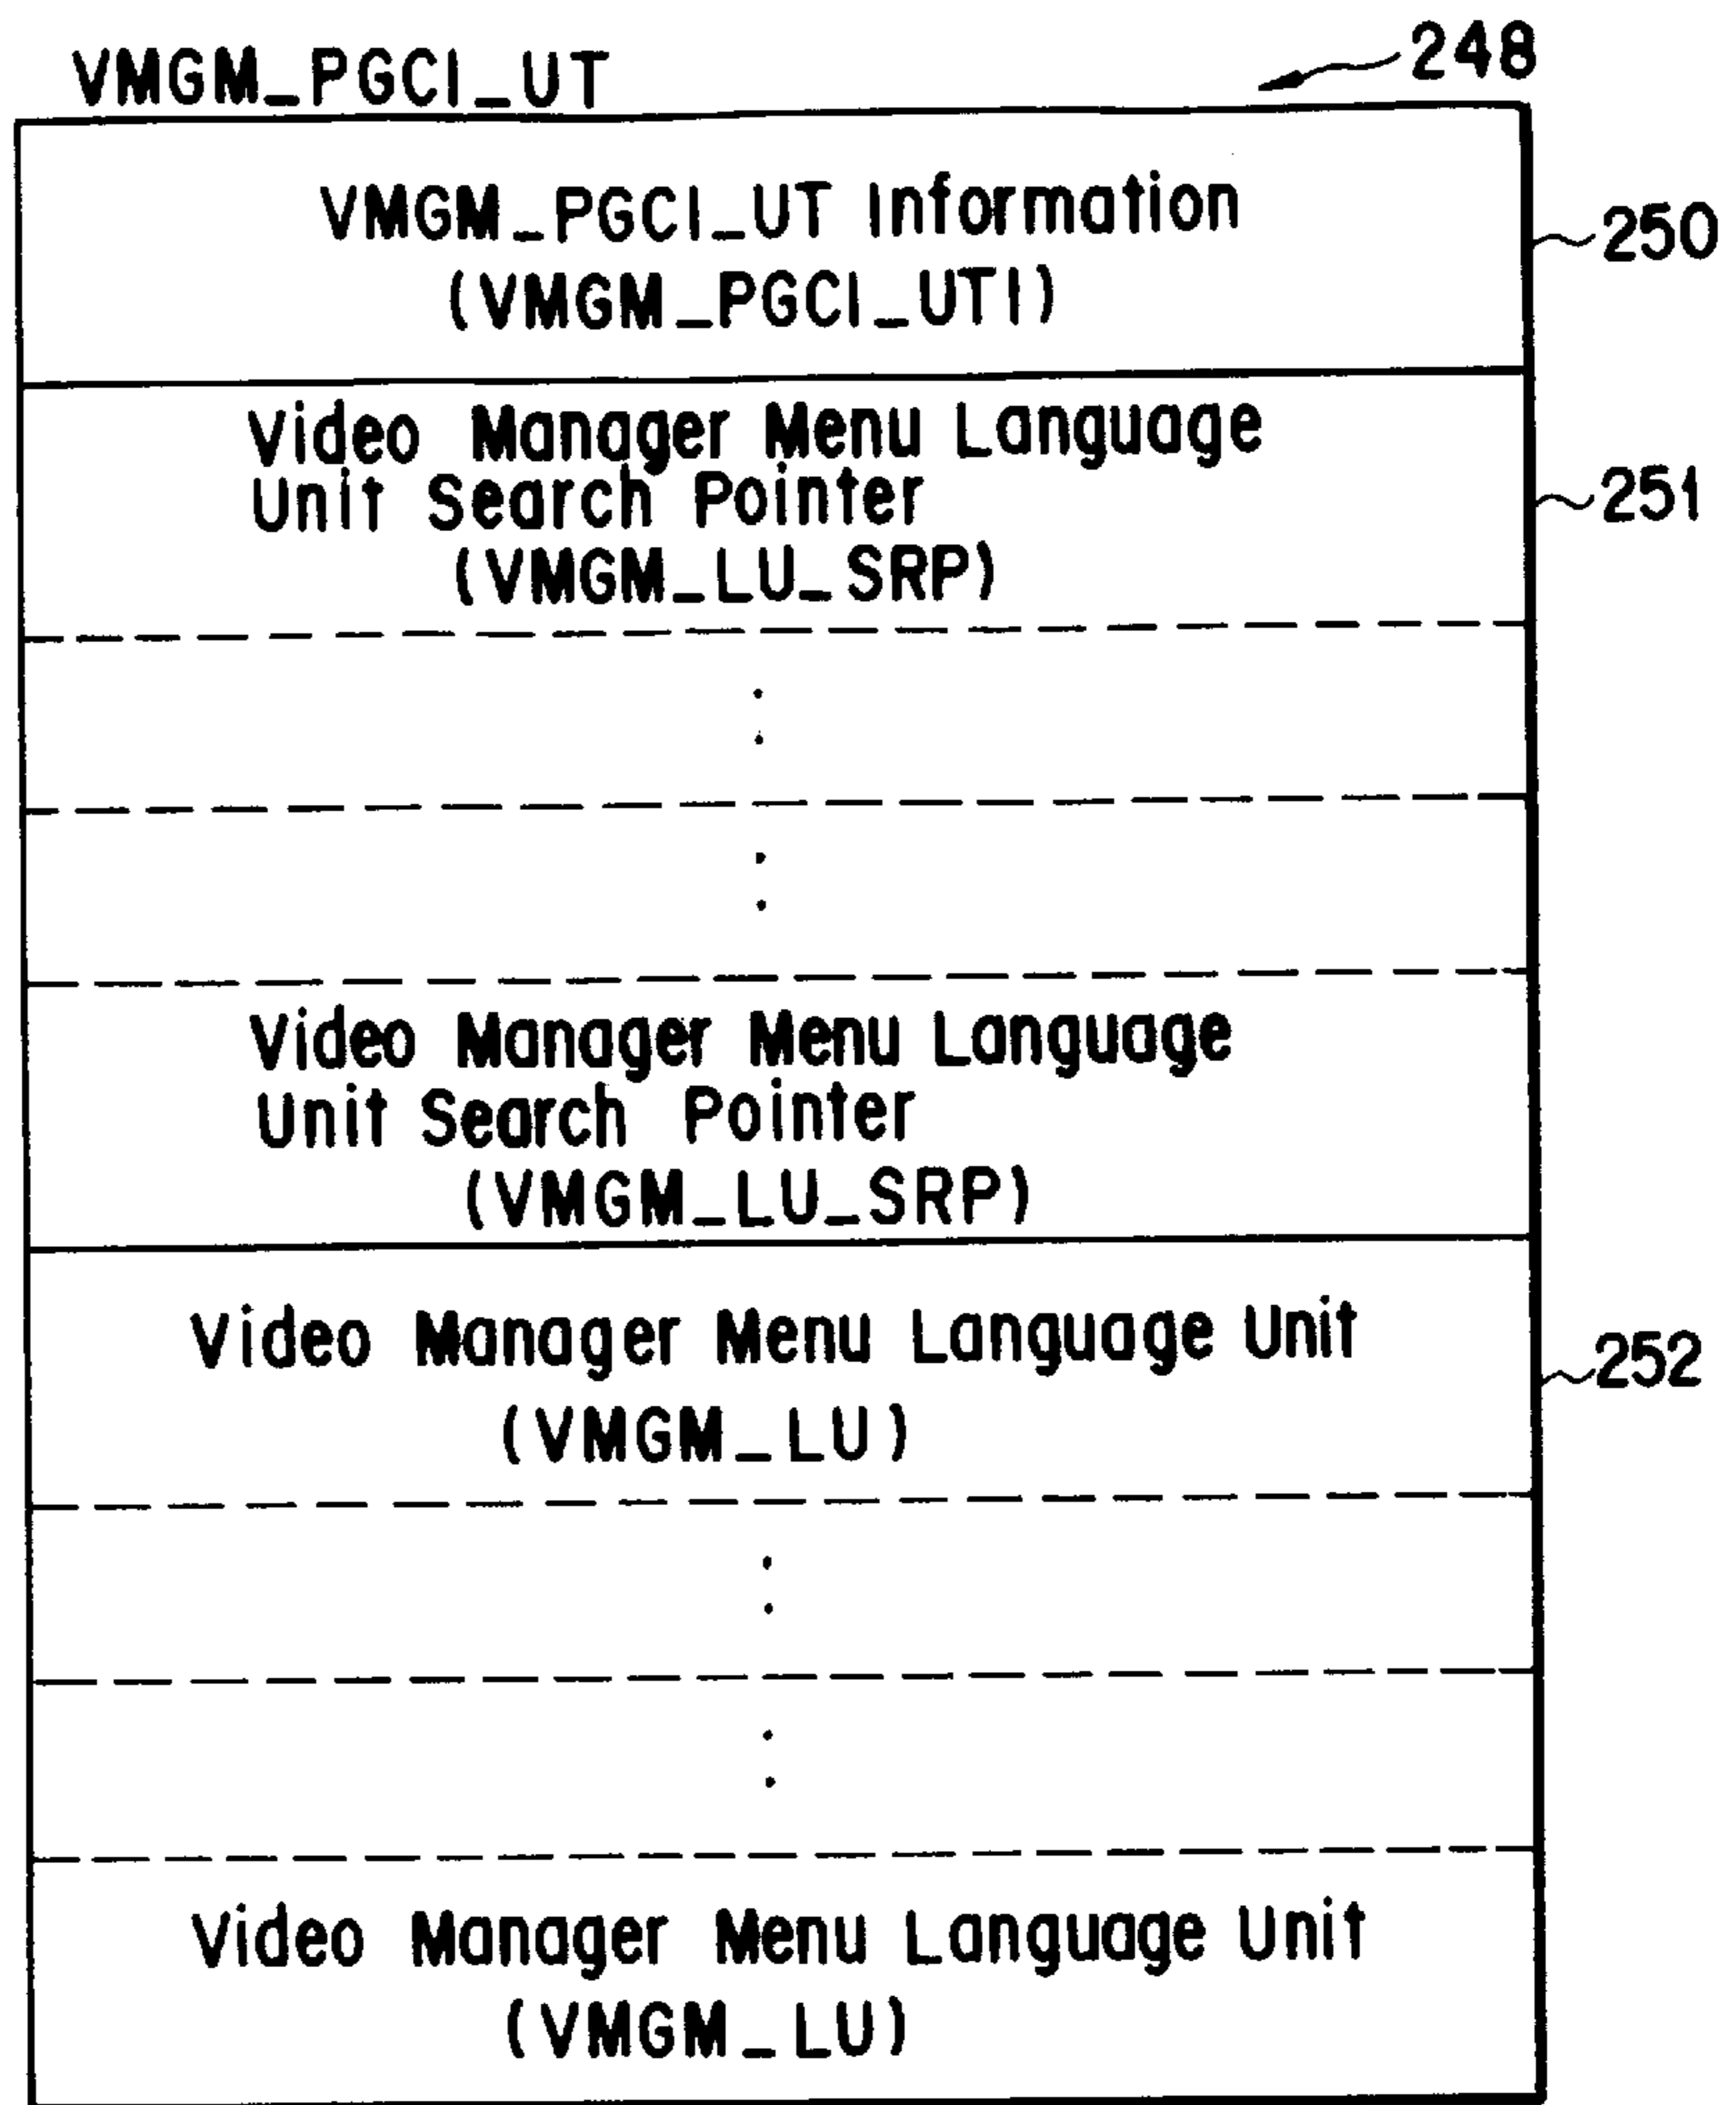 VMGM_PGCI_UT
248
VMGM_PGCI_UT Information
(VMGM_PGCI_UTI)
250
Video Manager Menu Language
Unit Search Pointer
(VMGM_LU_SRP)
251
Video Manager Menu Language
Unit Search Pointer
(VMGM_LU_SRP)
Video Manager Menu Language Unit
(VMGM_LU)
252
Video Manager Menu Language Unit
(VMGM_LU)